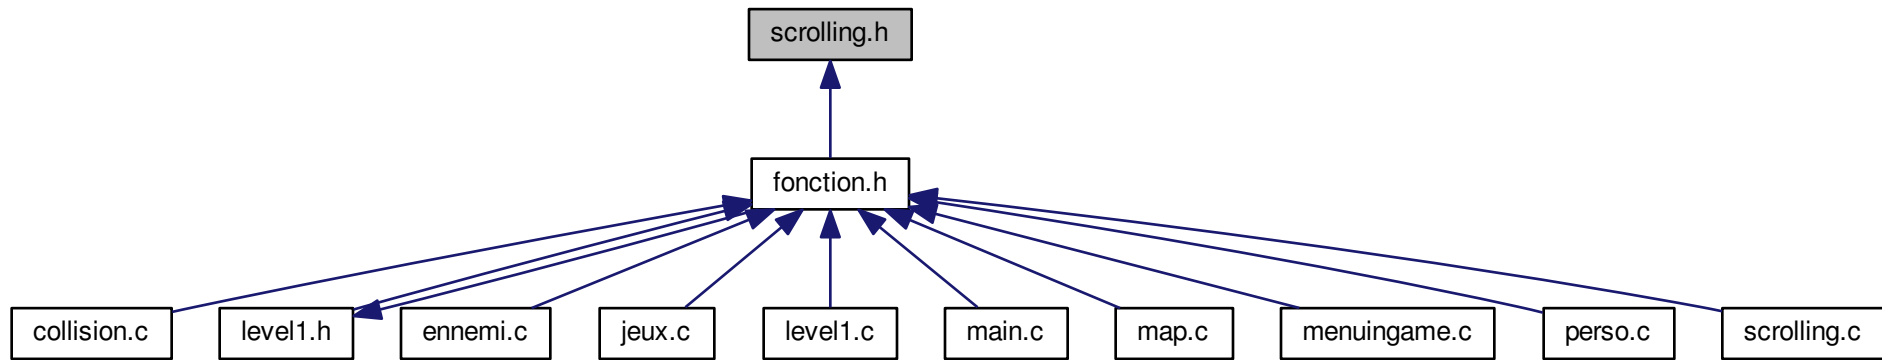 scrolling.h
fonction.h
collision.c
level1.h
ennemi.c
jeux.c
level1.c
main.c
map.c
menuingame.c
perso.c
scrolling.c